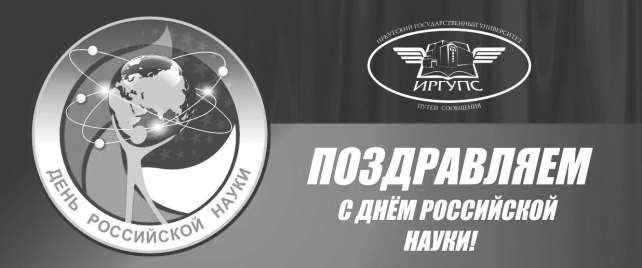 ДЕНЬ РОССИЙСКОЙ НАУКИ
ИРКУТСКИЙ ГОСУДАРСТВЕННЫЙ УНИВЕРСИТЕТ
ИРГУПС
ПУТЕЙ СООБЩЕНИЯ
ПОЗДРАВЛЯЕМ
С ДНЁМ РОССИЙСКОЙ
НАУКИ!